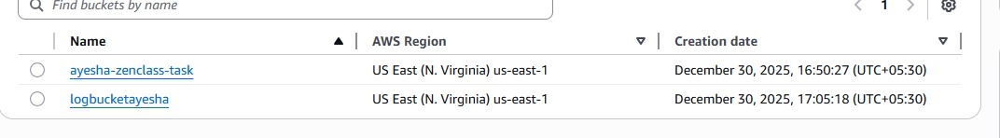 Find buckets by name
1
Name AWS Region Creation date
ayesha-zenclass-task US East (N. Virginia) us-east-1 December 30, 2025, 16:50:27 (UTC+05:30)
logbucketayesha US East (N. Virginia) us-east-1 December 30, 2025, 17:05:18 (UTC+05:30)